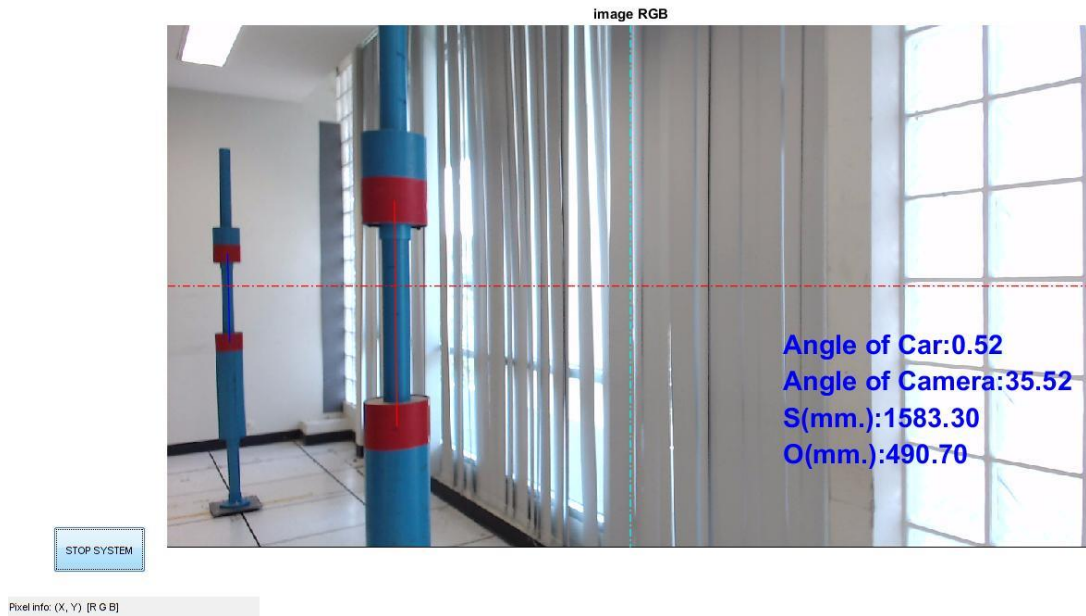 image RGB
Angle of Car:0.52
Angle of Camera:35.52
S(mm.):1583.30
O(mm.):490.70
STOP SYSTEM
Pixel info: (X, Y) [R G B]